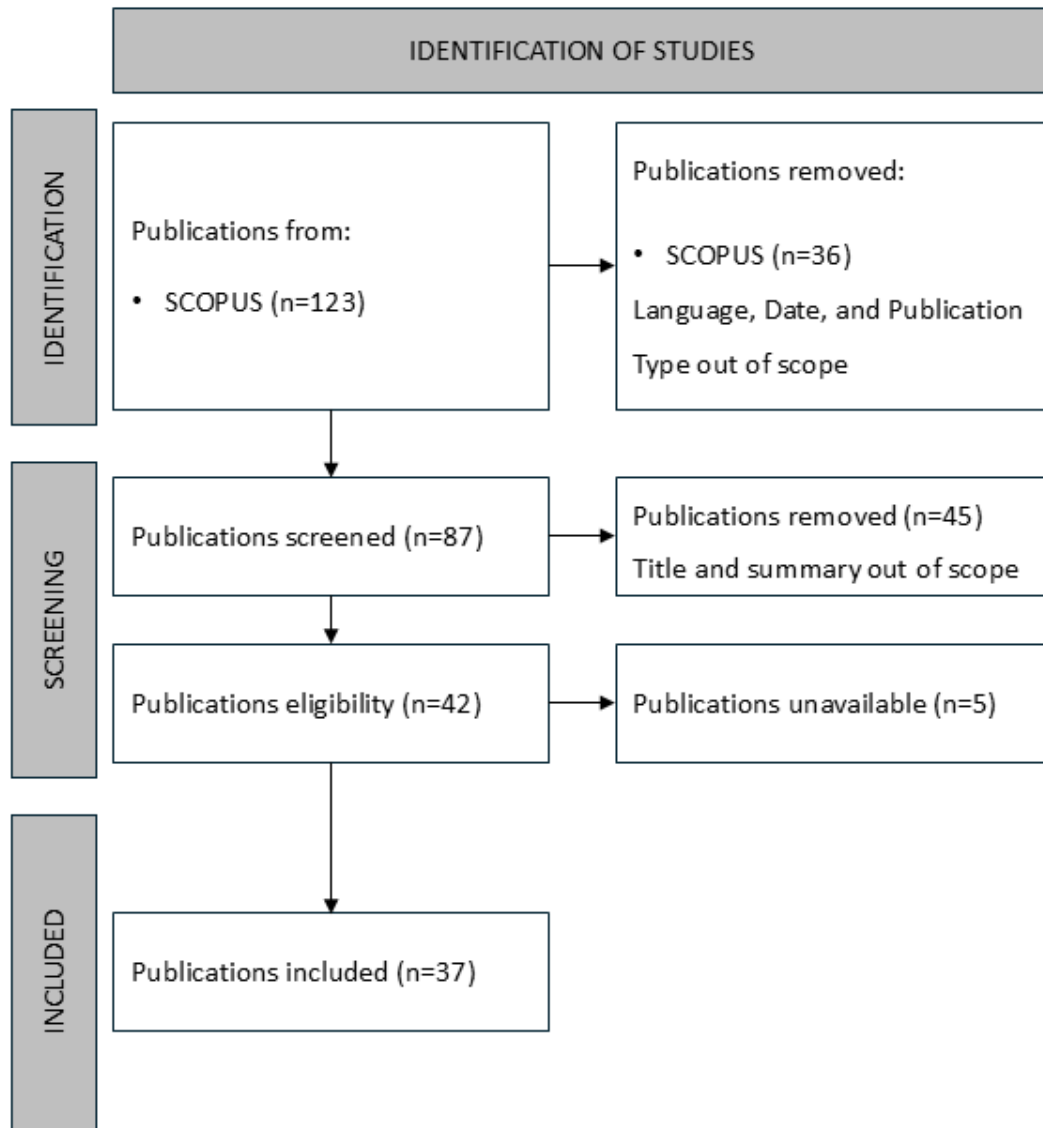 IDENTIFICATION OF STUDIES
IDENTIFICATION
Publications from:
• SCOPUS (n=123)
Publications removed:
• SCOPUS (n=36)
Language, Date, and Publication
Type out of scope
SCREENING
Publications screened (n=87)
Publications removed (n=45)
Title and summary out of scope
Publications eligibility (n=42)
Publications unavailable (n=5)
INCLUDED
Publications included (n=37)